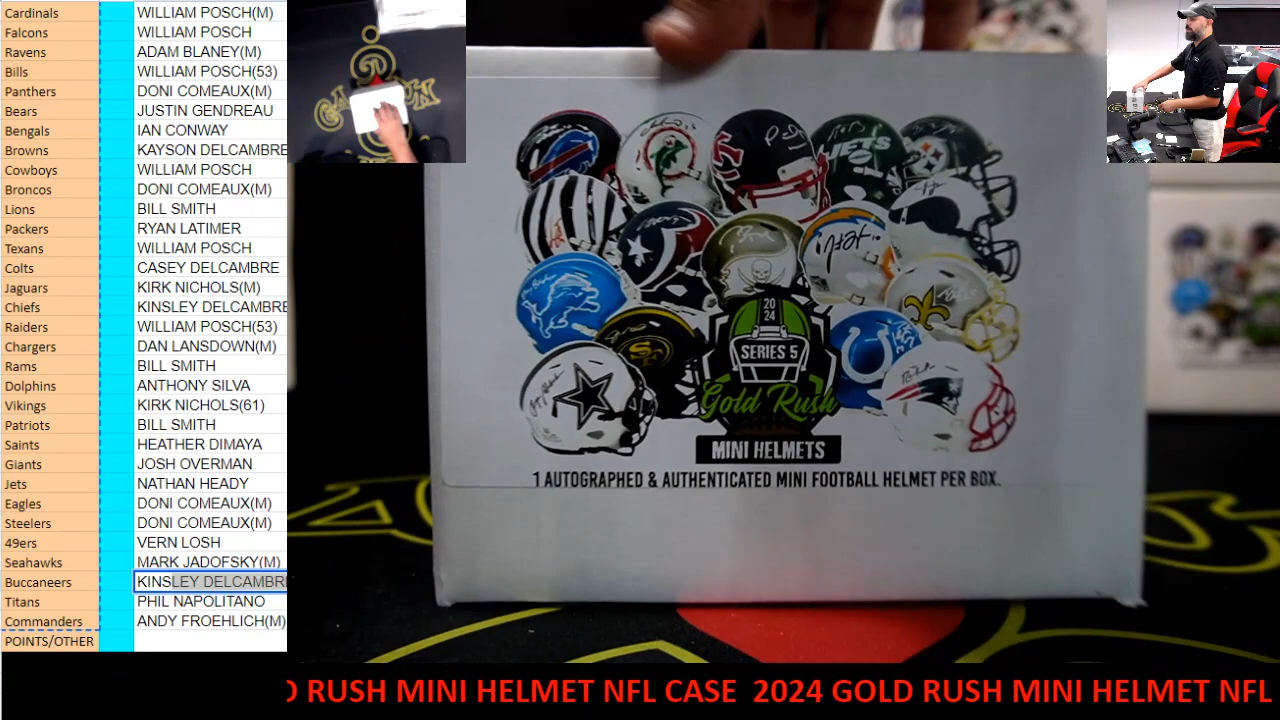 Cardinals WILLIAM POSCH(M)
Falcons WILLIAM POSCH
Ravens ADAM BLANEY(M)
Bills WILLIAM POSCH(53)
Panthers DONI COMEAUX(M)
Bears JUSTIN GENDREAU
Bengals IAN CONWAY
Browns KAYSON DELCAMBRE
Cowboys WILLIAM POSCH
Broncos DONI COMEAUX(M)
Lions BILL SMITH
Packers RYAN LATIMER
Texans WILLIAM POSCH
Colts CASEY DELCAMBRE
Jaguars KIRK NICHOLS(M)
Chiefs KINSLEY DELCAMBRE
Raiders WILLIAM POSCH(53)
Chargers DAN LANSDOWN(M)
Rams BILL SMITH
Dolphins ANTHONY SILVA
Vikings KIRK NICHOLS(61)
Patriots BILL SMITH
Saints HEATHER DIMAYA
Giants JOSH OVERMAN
Jets NATHAN HEADY
Eagles DONI COMEAUX(M)
Steelers DONI COMEAUX(M)
49ers VERN LOSH
Seahawks MARK JADOFSKY(M)
Buccaneers KINSLEY DELCAMBRE
Titans PHIL NAPOLITANO
Commanders ANDY FROEHLICH(M)
POINTS/OTHER
JETS
20
24
SERIES 5
Gold Rush
MINI HELMETS
1 AUTOGRAPHED & AUTHENTICATED MINI FOOTBALL HELMET PER BOX.
RUSH MINI HELMET NFL CASE 2024 GOLD RUSH MINI HELMET NFL